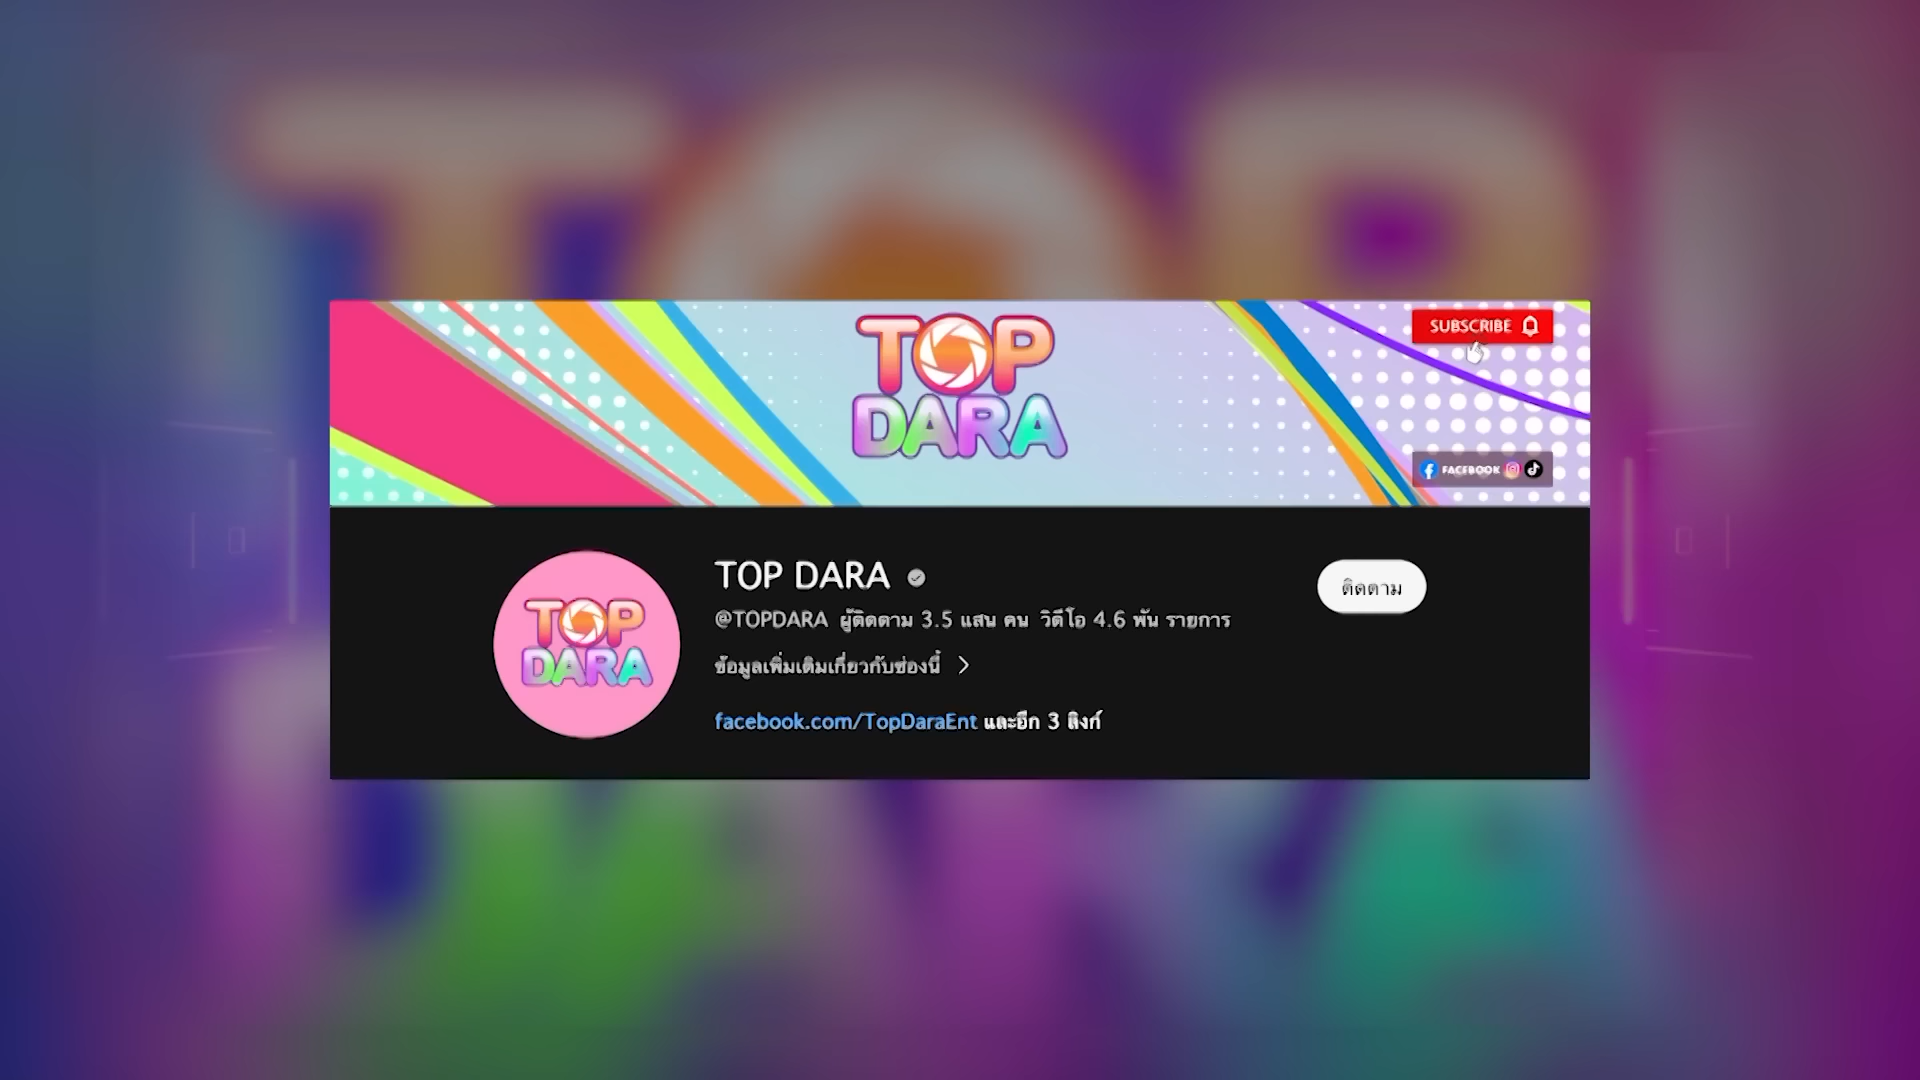 TOP
DARA
SUBSCRIBE
FACEBOOK
TOP
DARA
TOP DARA
ติดตาม
@TOPDARA ผู้ติดตาม 3.5 แสน คน วิดีโอ 4.6 พัน รายการ
ข้อมูลเพิ่มเติมเกี่ยวกับช่องนี้
facebook.com/TopDaraEnt และอีก 3 ลิงก์